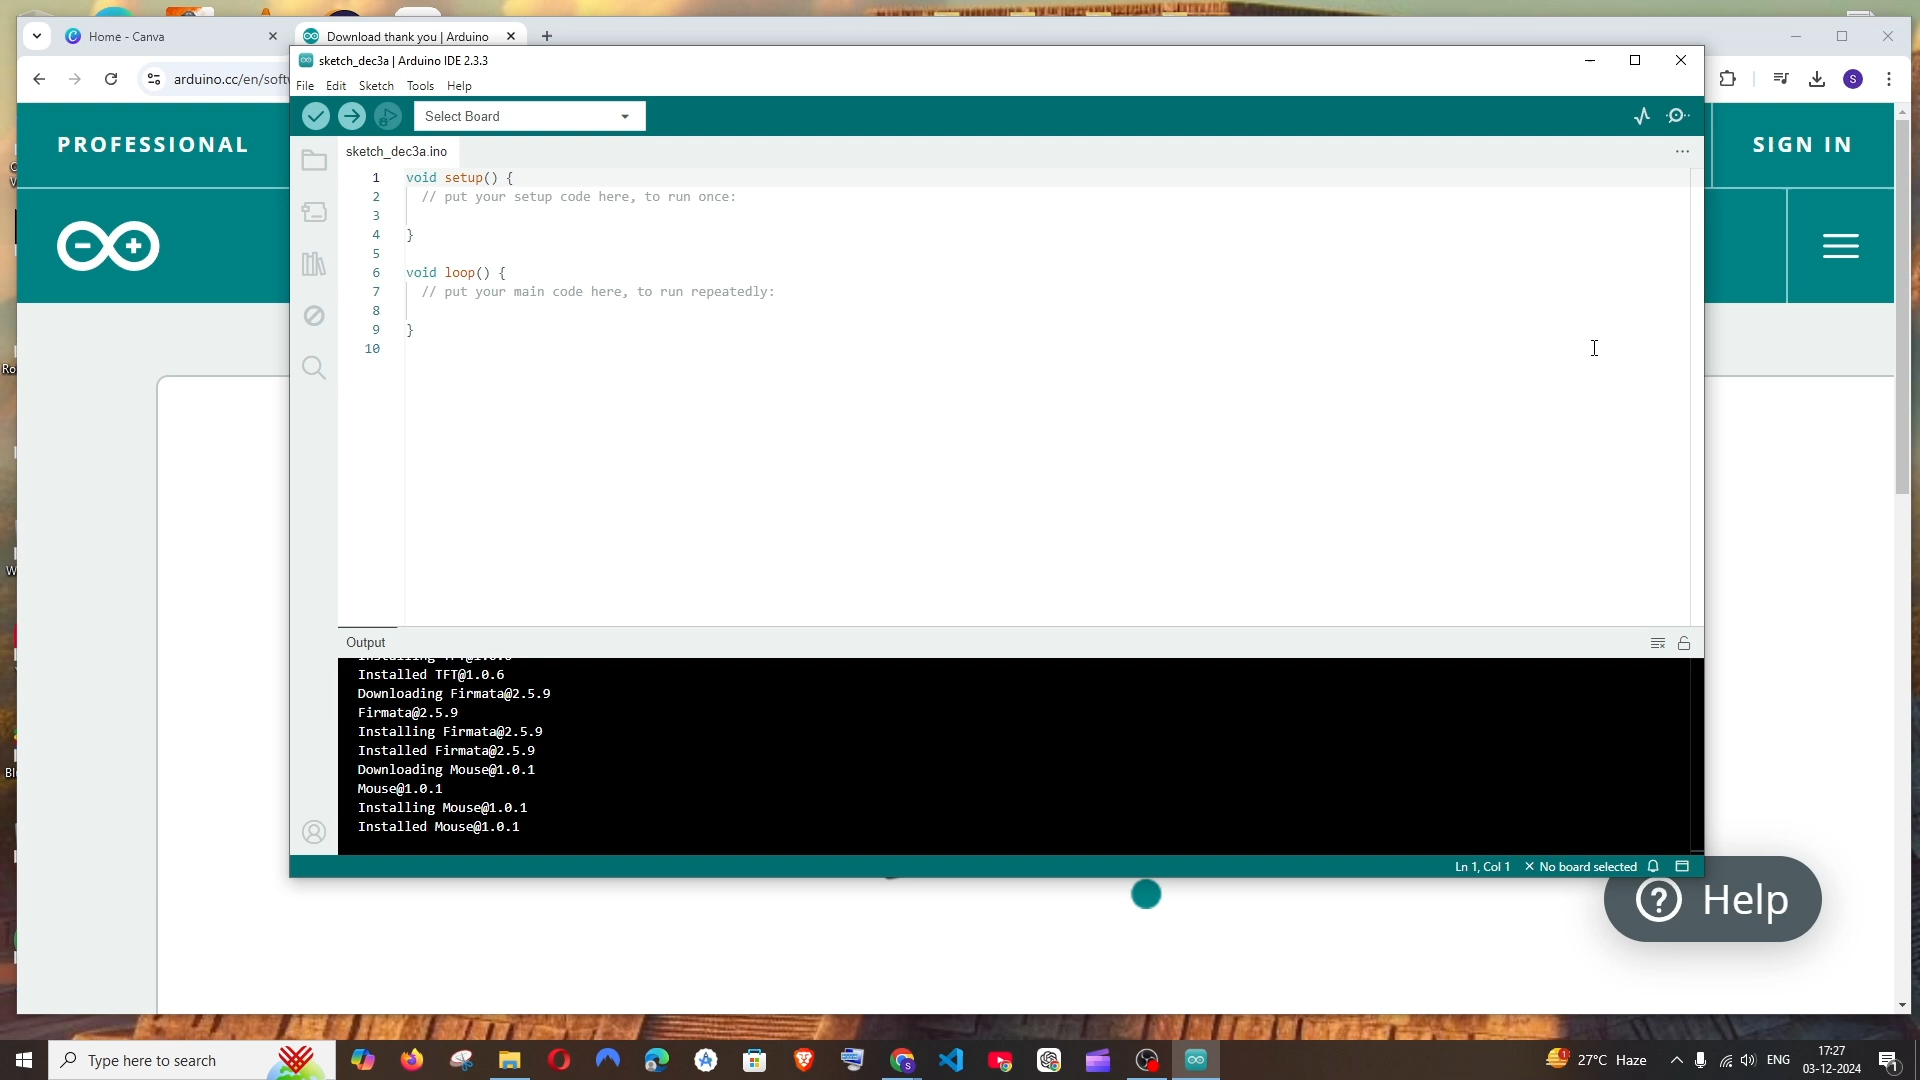 Home - Canva
Download thank you | Arduino
arduino.cc/en/soft
S
PROFESSIONAL
SIGN IN
sketch_dec3a | Arduino IDE 2.3.3
File Edit Sketch Tools Help
Select Board
sketch_dec3a.ino
1 void setup() {
2 // put your setup code here, to run once:
3
4 }
5
6 void loop() {
7 // put your main code here, to run repeatedly:
8
9 }
10
Output
Installing TFT@1.0.6
Installed TFT@1.0.6
Downloading Firmata@2.5.9
Firmata@2.5.9
Installing Firmata@2.5.9
Installed Firmata@2.5.9
Downloading Mouse@1.0.1
Mouse@1.0.1
Installing Mouse@1.0.1
Installed Mouse@1.0.1
Ln 1, Col 1 No board selected
Help
Type here to search
27°C Haze
ENG
17:27
03-12-2024